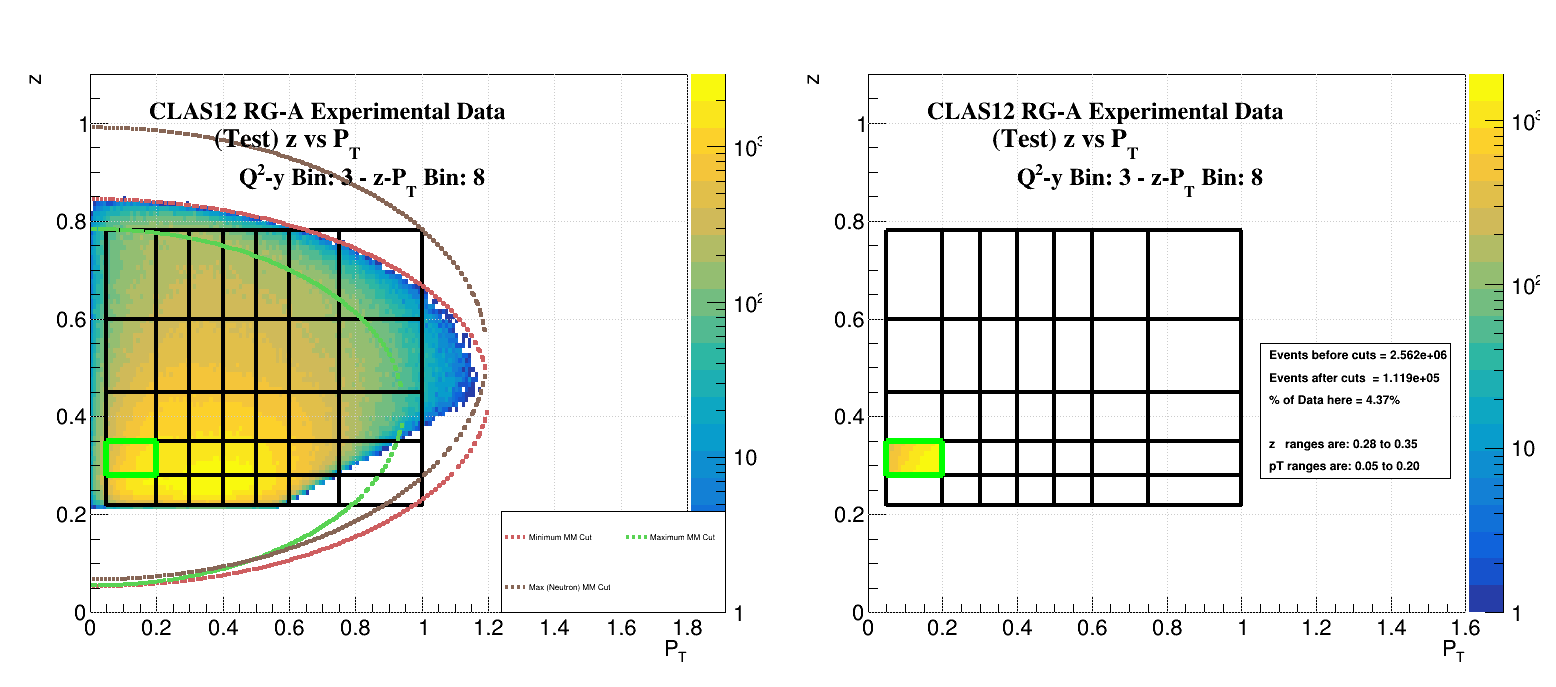 CLAS12 RG-A Experimental Data
(Test) z vs P_T
Q²-y Bin: 3 - z-P_T Bin: 8
z
1
0.8
0.6
0.4
0.2
0
0 0.2 0.4 0.6 0.8 1 1.2 1.4 1.6 1.8
P_T
10³
10²
10
1
Minimum MM Cut
Maximum MM Cut
Max (Neutron) MM Cut
CLAS12 RG-A Experimental Data
(Test) z vs P_T
Q²-y Bin: 3 - z-P_T Bin: 8
z
1
0.8
0.6
0.4
0.2
0
0 0.2 0.4 0.6 0.8 1 1.2 1.4 1.6
P_T
10³
10²
10
1
Events before cuts = 2.562e+06
Events after cuts = 1.119e+05
% of Data here = 4.37%
z ranges are: 0.28 to 0.35
pT ranges are: 0.05 to 0.20